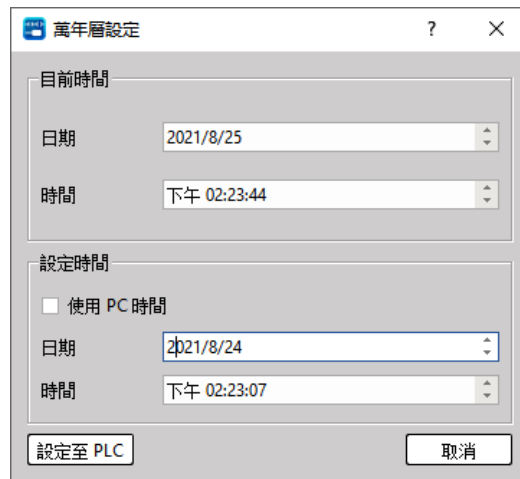 萬年曆設定
目前時間
日期 2021/8/25
時間 下午 02:23:44
設定時間
使用 PC 時間
日期 2021/8/24
時間 下午 02:23:07
設定至 PLC 取消